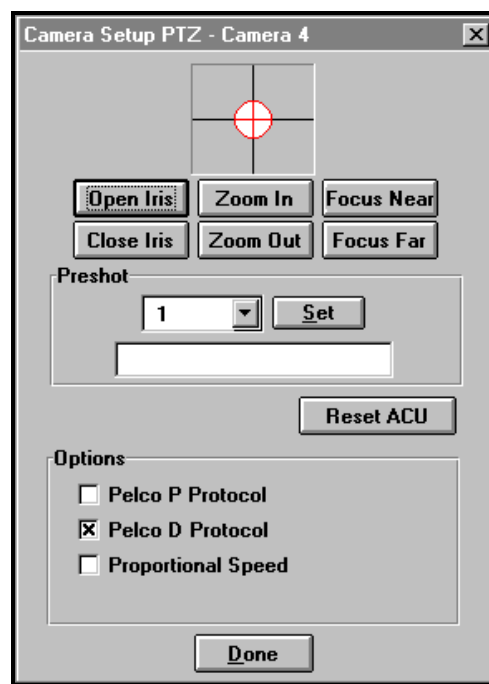 Camera Setup PTZ - Camera 4
Open Iris Zoom In Focus Near
Close Iris Zoom Out Focus Far
Preshot
1 Set
Reset ACU
Options
Pelco P Protocol
Pelco D Protocol
Proportional Speed
Done